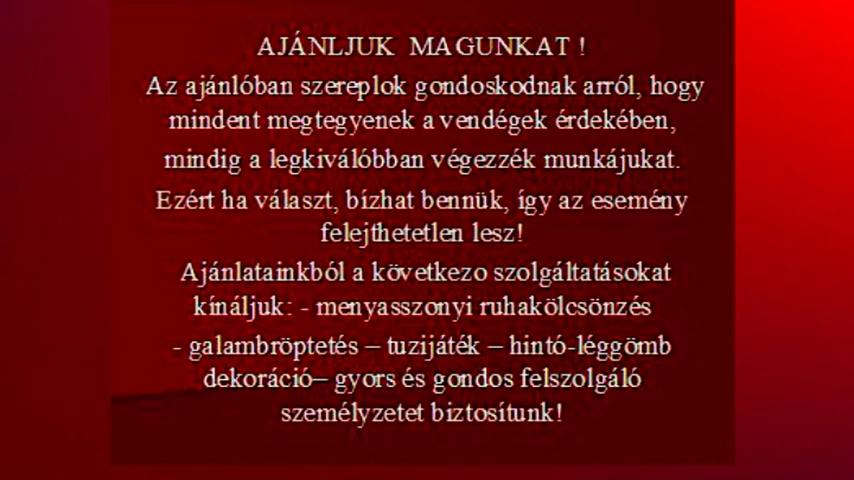 AJÁNLJUK MAGUNKAT !
Az ajánlóban szereplok gondoskodnak arról, hogy
mindent megtegyenek a vendégek érdekében,
mindig a legkiválóbban végezzék munkájukat.
Ezért ha választ, bízhat bennük, így az esemény
felejthetetlen lesz!
Ajánlatainkból a következo szolgáltatásokat
kínáljuk: - menyasszonyi ruhakölcsönzés
- galambröptetés – tuzijáték – hintó-léggömb
dekoráció– gyors és gondos felszolgáló
személyzetet biztosítunk!